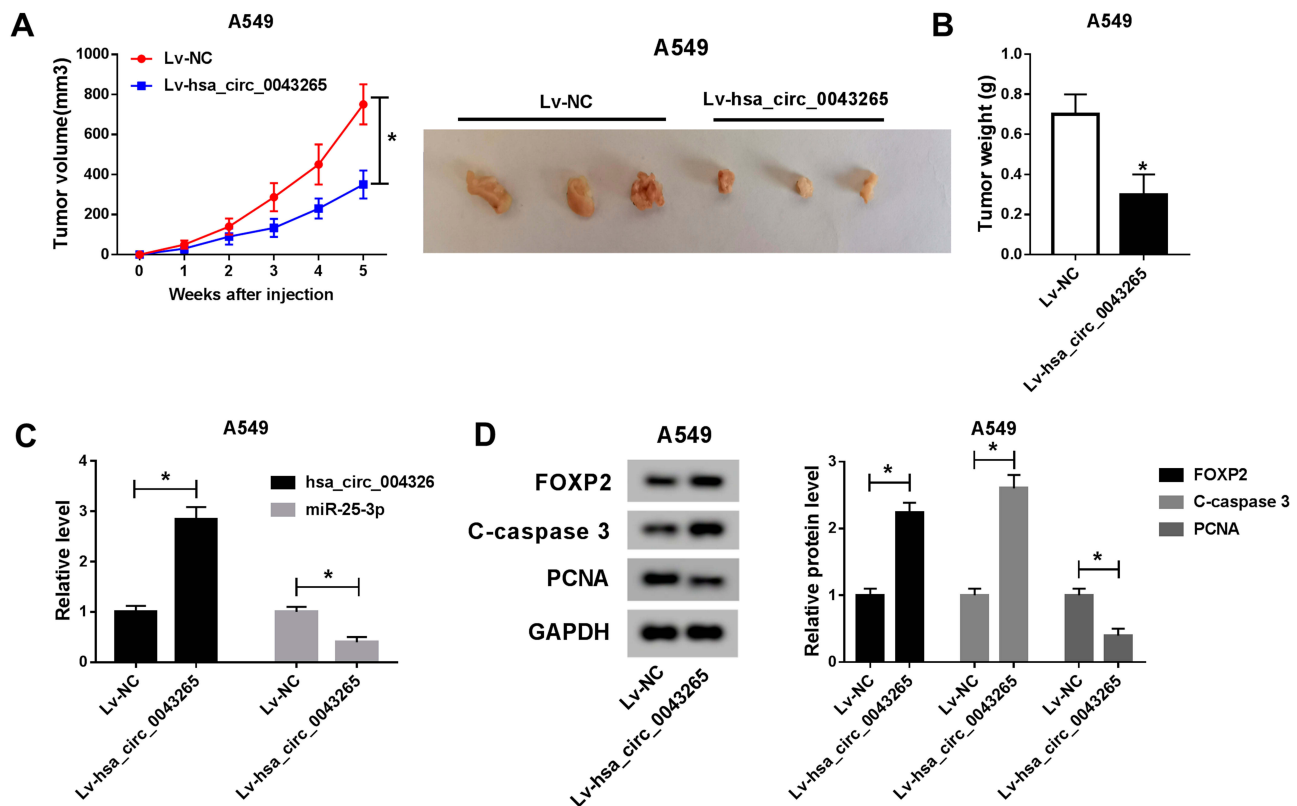 A
A549
Tumor volume(mm3)
1000
800
600
400
200
0
Lv-NC
Lv-hsa_circ_0043265
*
0 1 2 3 4 5
Weeks after injection
A549
Lv-NC Lv-hsa_circ_0043265
B
A549
Tumor weight (g)
1.0
0.8
0.6
0.4
0.2
0.0
*
Lv-NC
Lv-hsa_circ_0043265
C
A549
Relative level
4
3
2
1
0
* *
hsa_circ_004326
miR-25-3p
Lv-NC
Lv-hsa_circ_0043265
Lv-NC
Lv-hsa_circ_0043265
D
A549
FOXP2
C-caspase 3
PCNA
GAPDH
Lv-NC
Lv-hsa_circ_0043265
A549
Relative protein level
3
2
1
0
* * *
FOXP2
C-caspase 3
PCNA
Lv-NC
Lv-hsa_circ_0043265
Lv-NC
Lv-hsa_circ_0043265
Lv-NC
Lv-hsa_circ_0043265